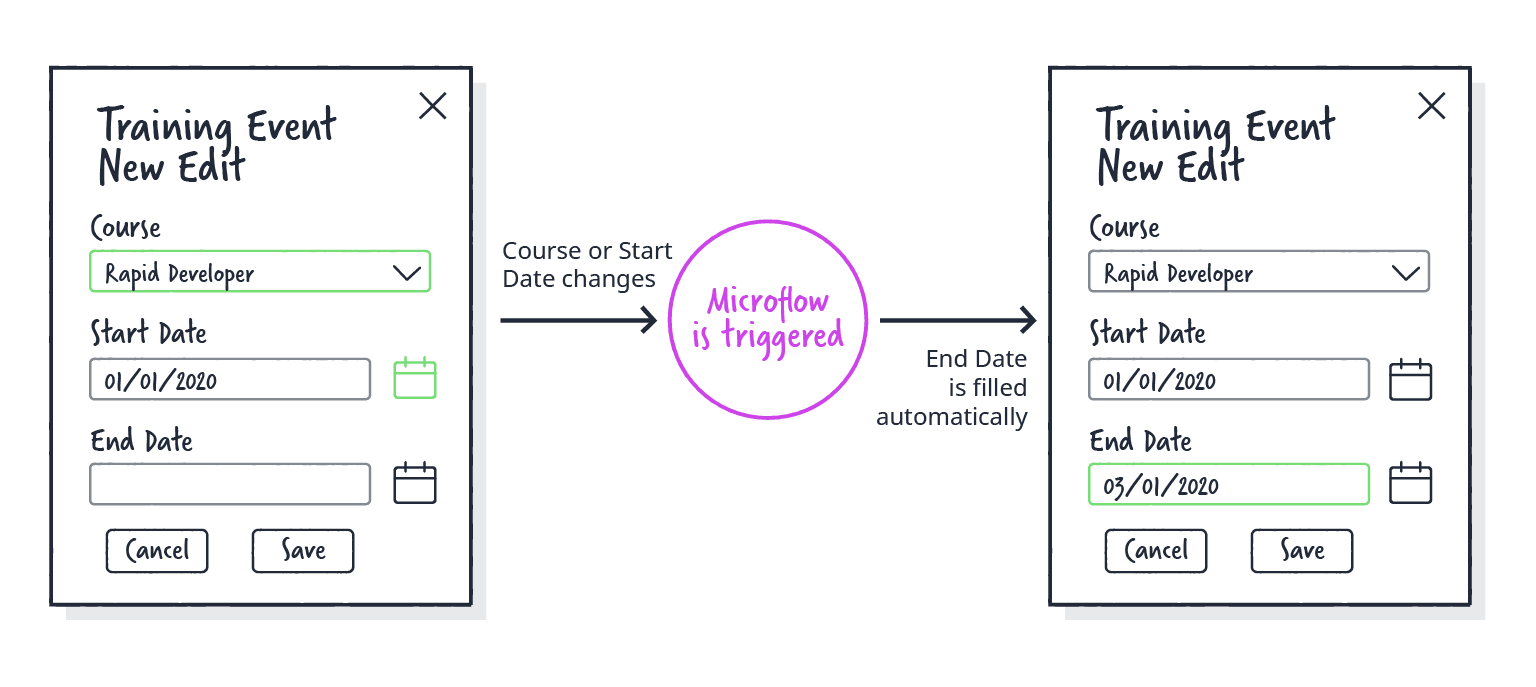 Training Event
New Edit
Course
Rapid Developer
Start Date
01/01/2020
End Date
Cancel
Save
Course or Start
Date changes
Microflow
is triggered
End Date
is filled
automatically
Training Event
New Edit
Course
Rapid Developer
Start Date
01/01/2020
End Date
03/01/2020
Cancel
Save